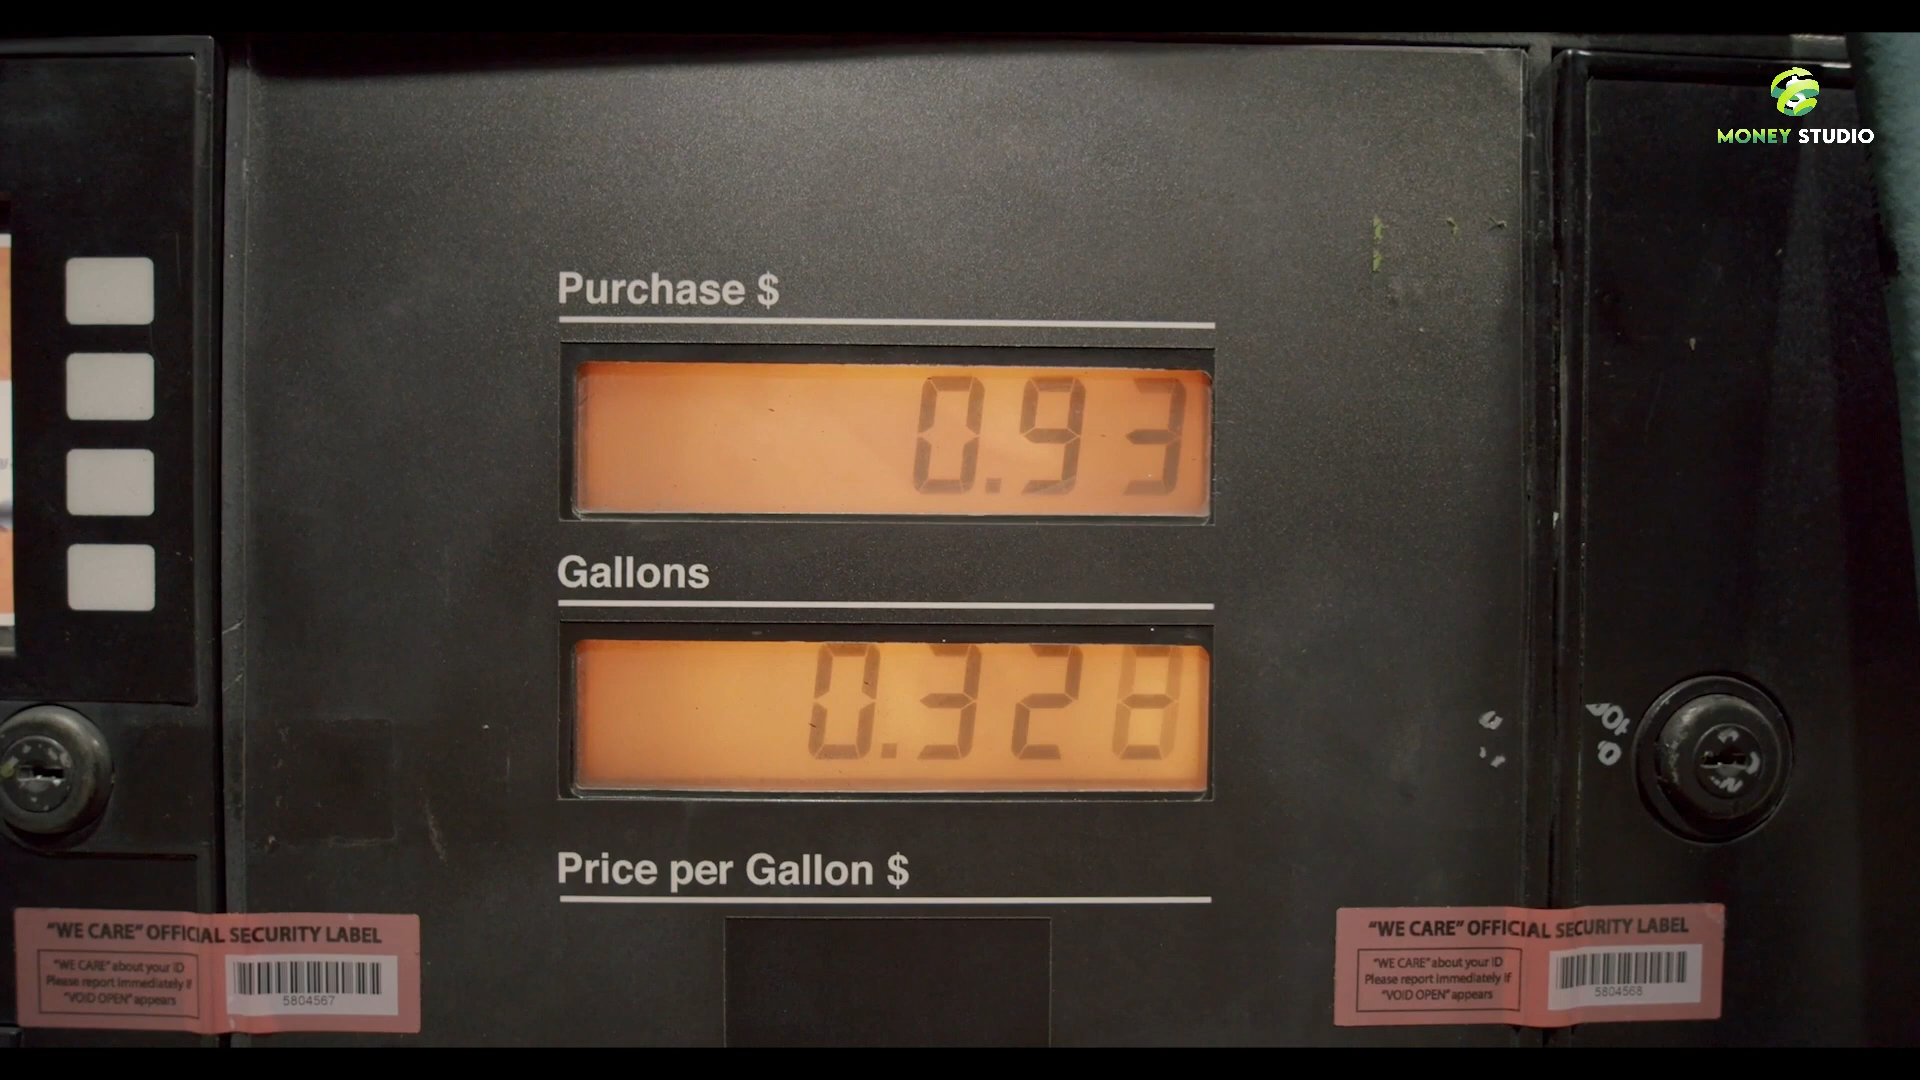 MONEY STUDIO
Purchase $
0.93
Gallons
0.328
Price per Gallon $
"WE CARE" OFFICIAL SECURITY LABEL
"WE CARE" about your ID
Please report immediately if
"VOID OPEN" appears
5804567
"WE CARE" OFFICIAL SECURITY LABEL
"WE CARE" about your ID
Please report immediately if
"VOID OPEN" appears
5804568